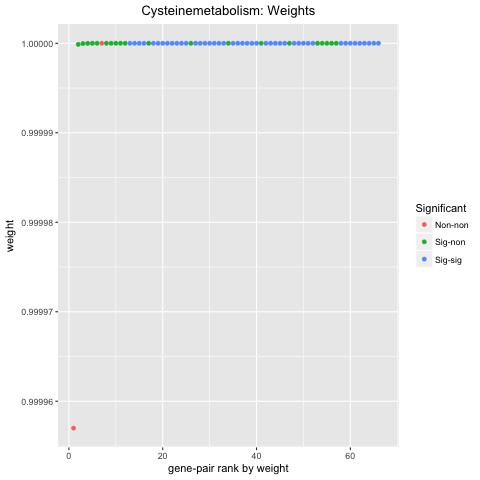 Cysteinemetabolism: Weights
1.00000
0.99999
0.99998
0.99997
0.99996
weight
0
20
40
60
gene-pair rank by weight
Significant
Non-non
Sig-non
Sig-sig